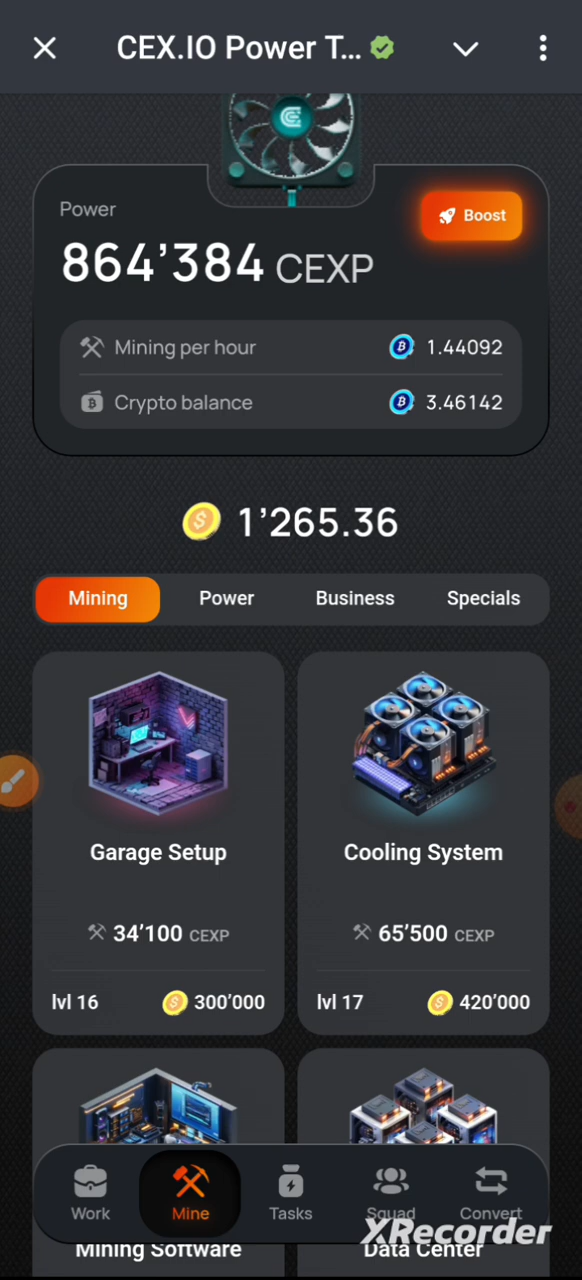 CEX.IO Power T...
Power
Boost
864’384 CEXP
Mining per hour
1.44092
Crypto balance
3.46142
1’265.36
Mining
Power
Business
Specials
Garage Setup
34’100 CEXP
lvl 16
300’000
Cooling System
65’500 CEXP
lvl 17
420’000
Work
Mine
Tasks
Squad
Convert
XRecorder
Mining Software
Data Center